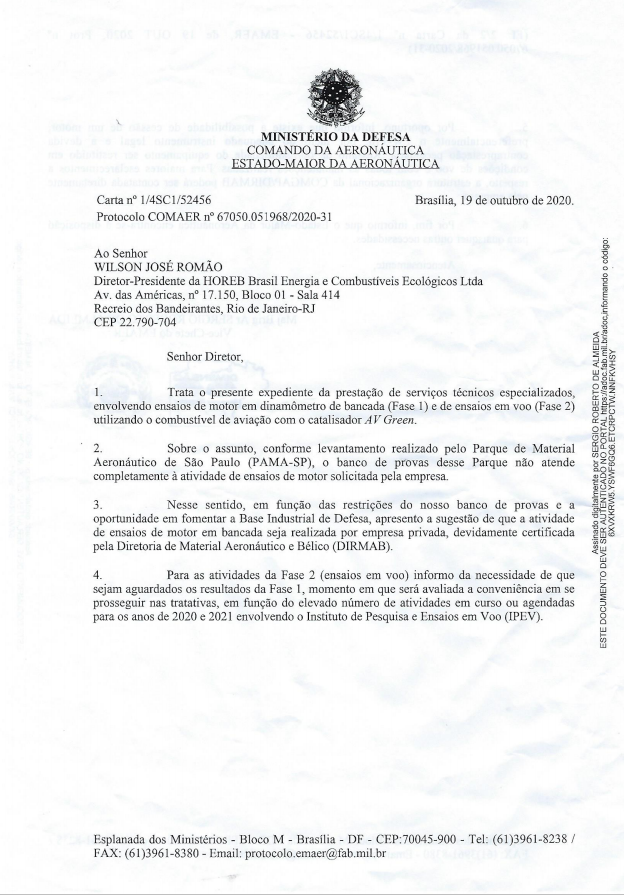 MINISTÉRIO DA DEFESA
COMANDO DA AERONÁUTICA
ESTADO-MAIOR DA AERONÁUTICA
Carta nº 1/4SC1/52456
Brasília, 19 de outubro de 2020.
Protocolo COMAER nº 67050.051968/2020-31
Ao Senhor
WILSON JOSÉ ROMÃO
Diretor-Presidente da HOREB Brasil Energia e Combustíveis Ecológicos Ltda
Av. das Américas, nº 17.150, Bloco 01 - Sala 414
Recreio dos Bandeirantes, Rio de Janeiro-RJ
CEP 22.790-704
Senhor Diretor,
1. Trata o presente expediente da prestação de serviços técnicos especializados,
envolvendo ensaios de motor em dinamômetro de bancada (Fase 1) e de ensaios em voo (Fase 2)
utilizando o combustível de aviação com o catalisador AV Green.
2. Sobre o assunto, conforme levantamento realizado pelo Parque de Material
Aeronáutico de São Paulo (PAMA-SP), o banco de provas desse Parque não atende
completamente à atividade de ensaios de motor solicitada pela empresa.
3. Nesse sentido, em função das restrições do nosso banco de provas e a
oportunidade em fomentar a Base Industrial de Defesa, apresento a sugestão de que a atividade
de ensaios de motor em bancada seja realizada por empresa privada, devidamente certificada
pela Diretoria de Material Aeronáutico e Bélico (DIRMAB).
4. Para as atividades da Fase 2 (ensaios em voo) informo da necessidade de que
sejam aguardados os resultados da Fase 1, momento em que será avaliada a conveniência em se
prosseguir nas tratativas, em função do elevado número de atividades em curso ou agendadas
para os anos de 2020 e 2021 envolvendo o Instituto de Pesquisa e Ensaios em Voo (IPEV).
Esplanada dos Ministérios - Bloco M - Brasília - DF - CEP:70045-900 - Tel: (61)3961-8238 /
FAX: (61)3961-8380 - Email: protocolo.emaer@fab.mil.br
Assinado digitalmente por SERGIO ROBERTO DE ALMEIDA
ESTE DOCUMENTO DEVE SER AUTENTICADO NO PORTAL https://adoc.fab.mil.br/adoc,informando o código: